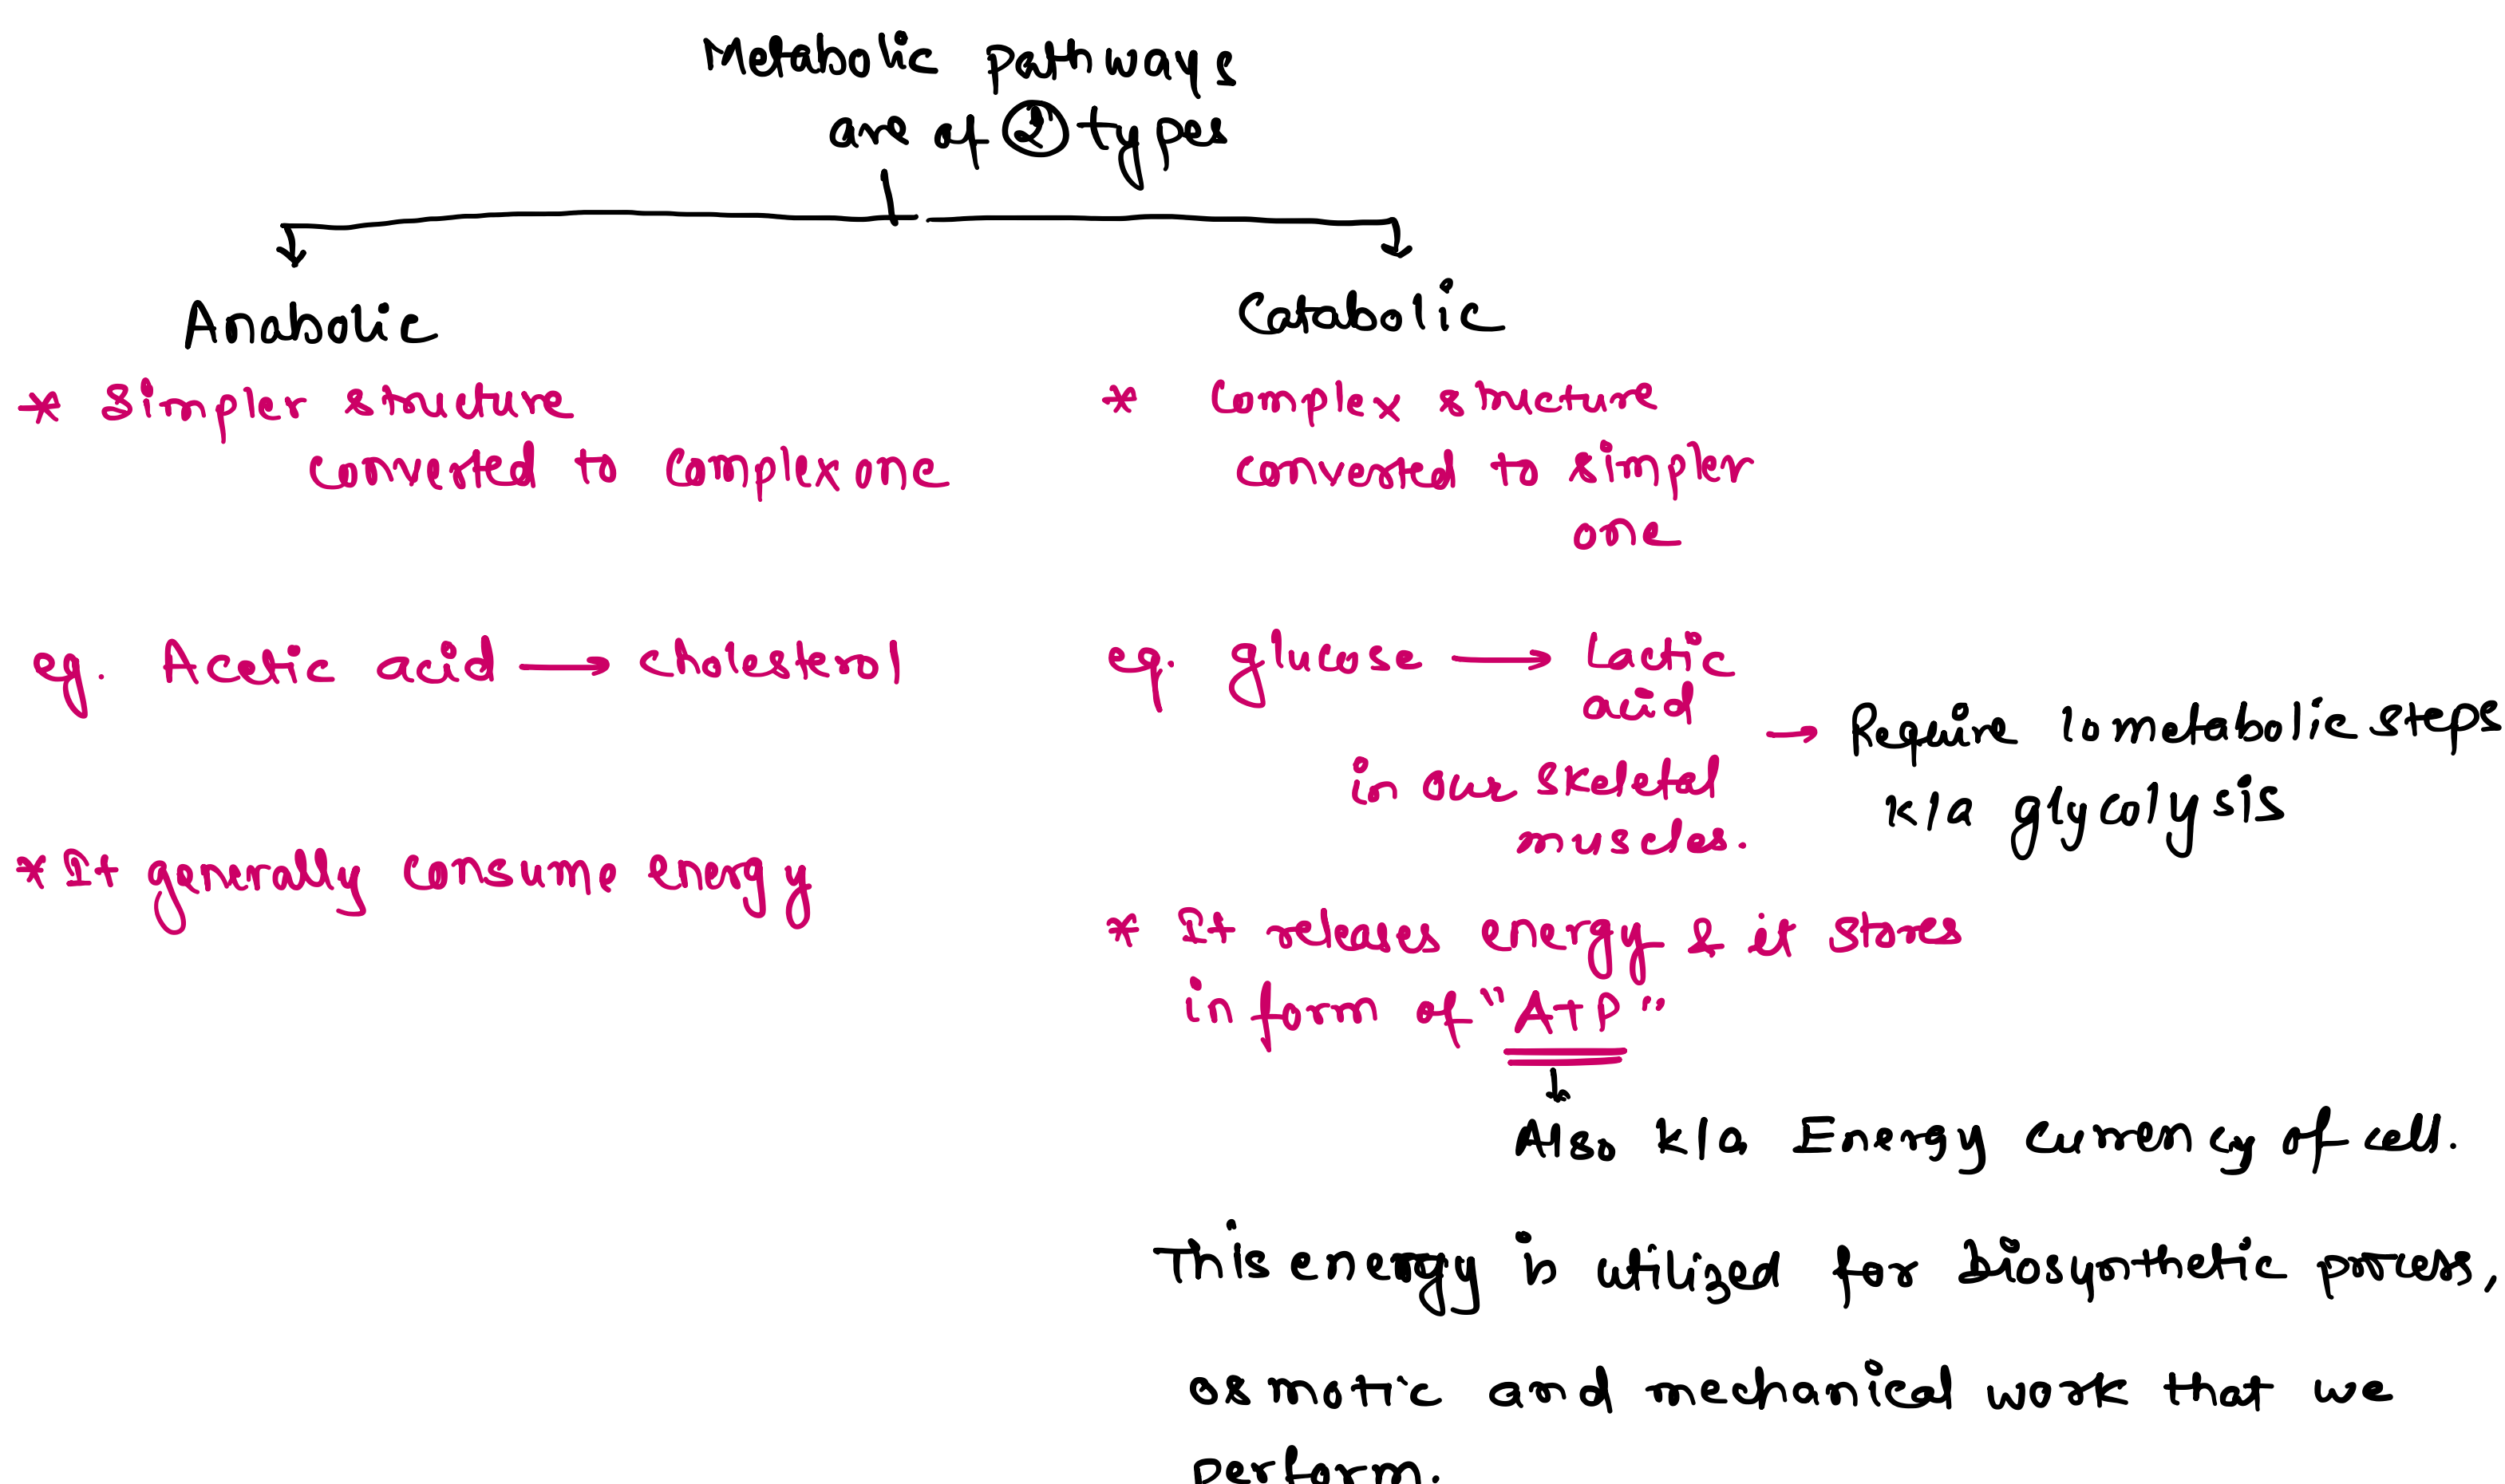 Metabolic pathways
are of 2 types
Anabolic
* Simpler structure
converted to complex one
eg. Acetic acid → cholesterol
* It generally consume energy
Catabolic
* Complex structure
converted to simpler
one
eg. glucose → Lactic
acid
in our skeletal
muscles.
→ Require 10 metabolic steps
k/a glycolysis
* It releases energy & it stores
in form of "ATP"
Also k/a Energy currency of cell.
This energy is utilized for biosynthetic process,
osmotic and mechanical work that we
perform.